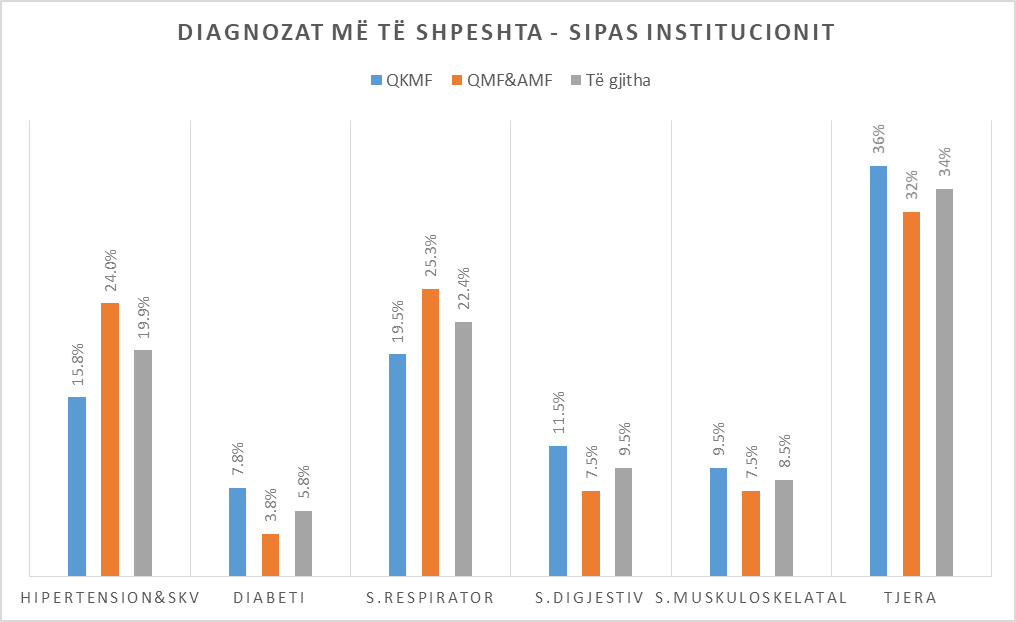 DIAGNOZAT MË TË SHPESHTA - SIPAS INSTITUCIONIT
QKMF QMF&AMF Të gjitha
15.8% 24.0% 19.9% 7.8% 3.8% 5.8% 19.5% 25.3% 22.4% 11.5% 7.5% 9.5% 9.5% 7.5% 8.5% 36% 32% 34%
HIPERTENSION&SKV DIABETI S.RESPIRATOR S.DIGJESTIV S.MUSKULOSKELATAL TJERA